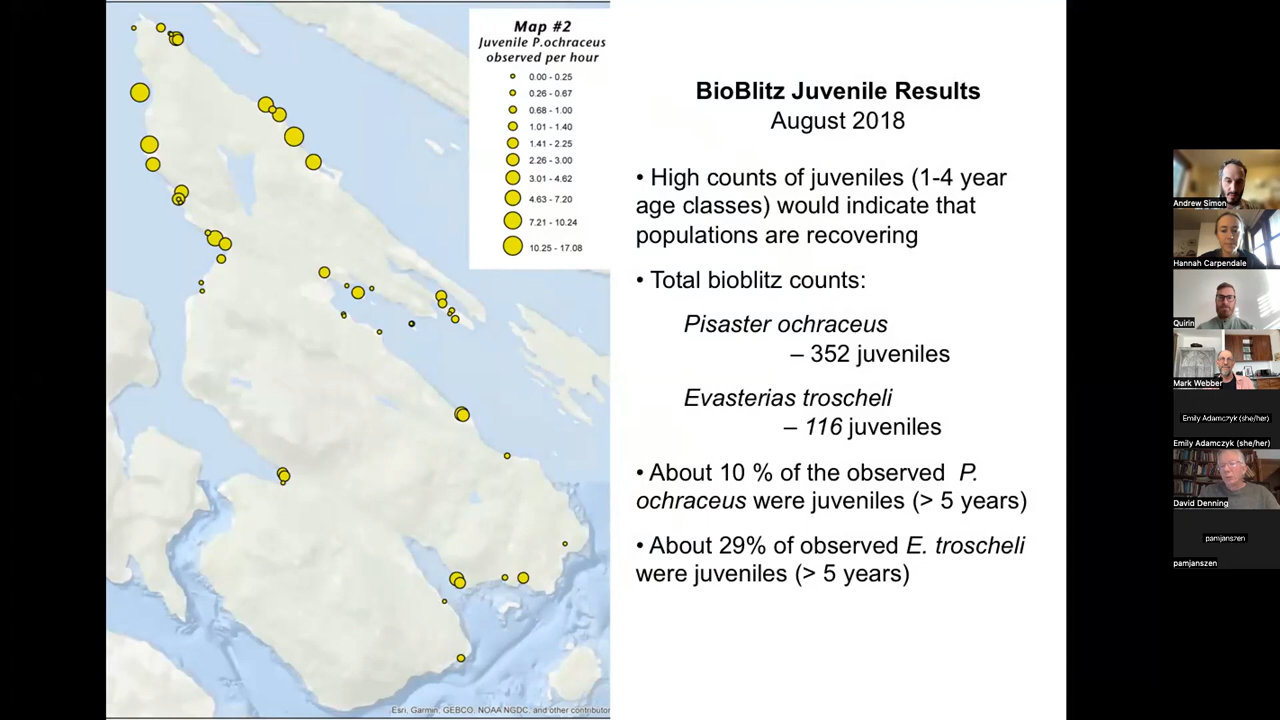 Map #2
Juvenile P.ochraceus
observed per hour
0.00 - 0.25
0.26 - 0.67
0.68 - 1.00
1.01 - 1.40
1.41 - 2.25
2.26 - 3.00
3.01 - 4.62
4.63 - 7.20
7.21 - 10.24
10.25 - 17.08
Esri, Garmin, GEBCO, NOAA NGDC, and other contributor
BioBlitz Juvenile Results
August 2018
• High counts of juveniles (1-4 year
age classes) would indicate that
populations are recovering
• Total bioblitz counts:
Pisaster ochraceus
– 352 juveniles
Evasterias troscheli
– 116 juveniles
• About 10 % of the observed P.
ochraceus were juveniles (> 5 years)
• About 29% of observed E. troscheli
were juveniles (> 5 years)
Andrew Simon
Hannah Carpendale
Quirin
Mark Webber
Emily Adamczyk (she/her)
Emily Adamczyk (she/her)
David Denning
pamjanszen
pamjanszen